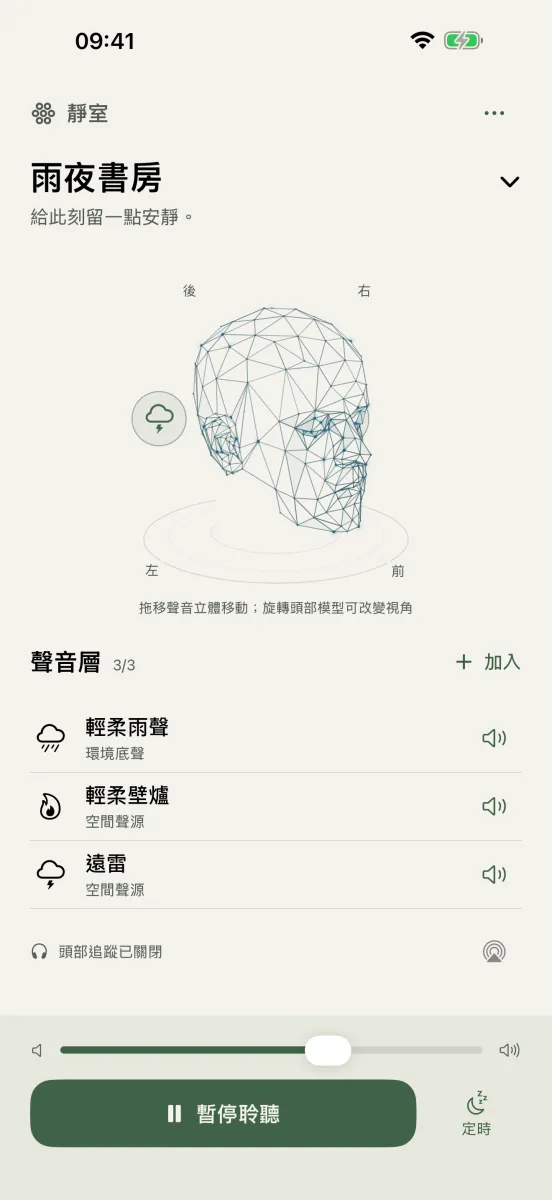 09:41
靜室
雨夜書房
給此刻留一點安靜。
後
右
左
前
拖移聲音立體移動；旋轉頭部模型可改變視角
聲音層 3/3
加入
輕柔雨聲
環境底聲
輕柔壁爐
空間聲源
遠雷
空間聲源
頭部追蹤已關閉
暫停聆聽
定時